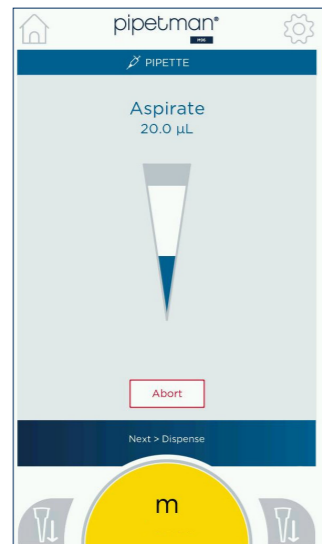 pipetman®
PIPETTE
Aspirate
20.0 µL
Abort
Next > Dispense
m